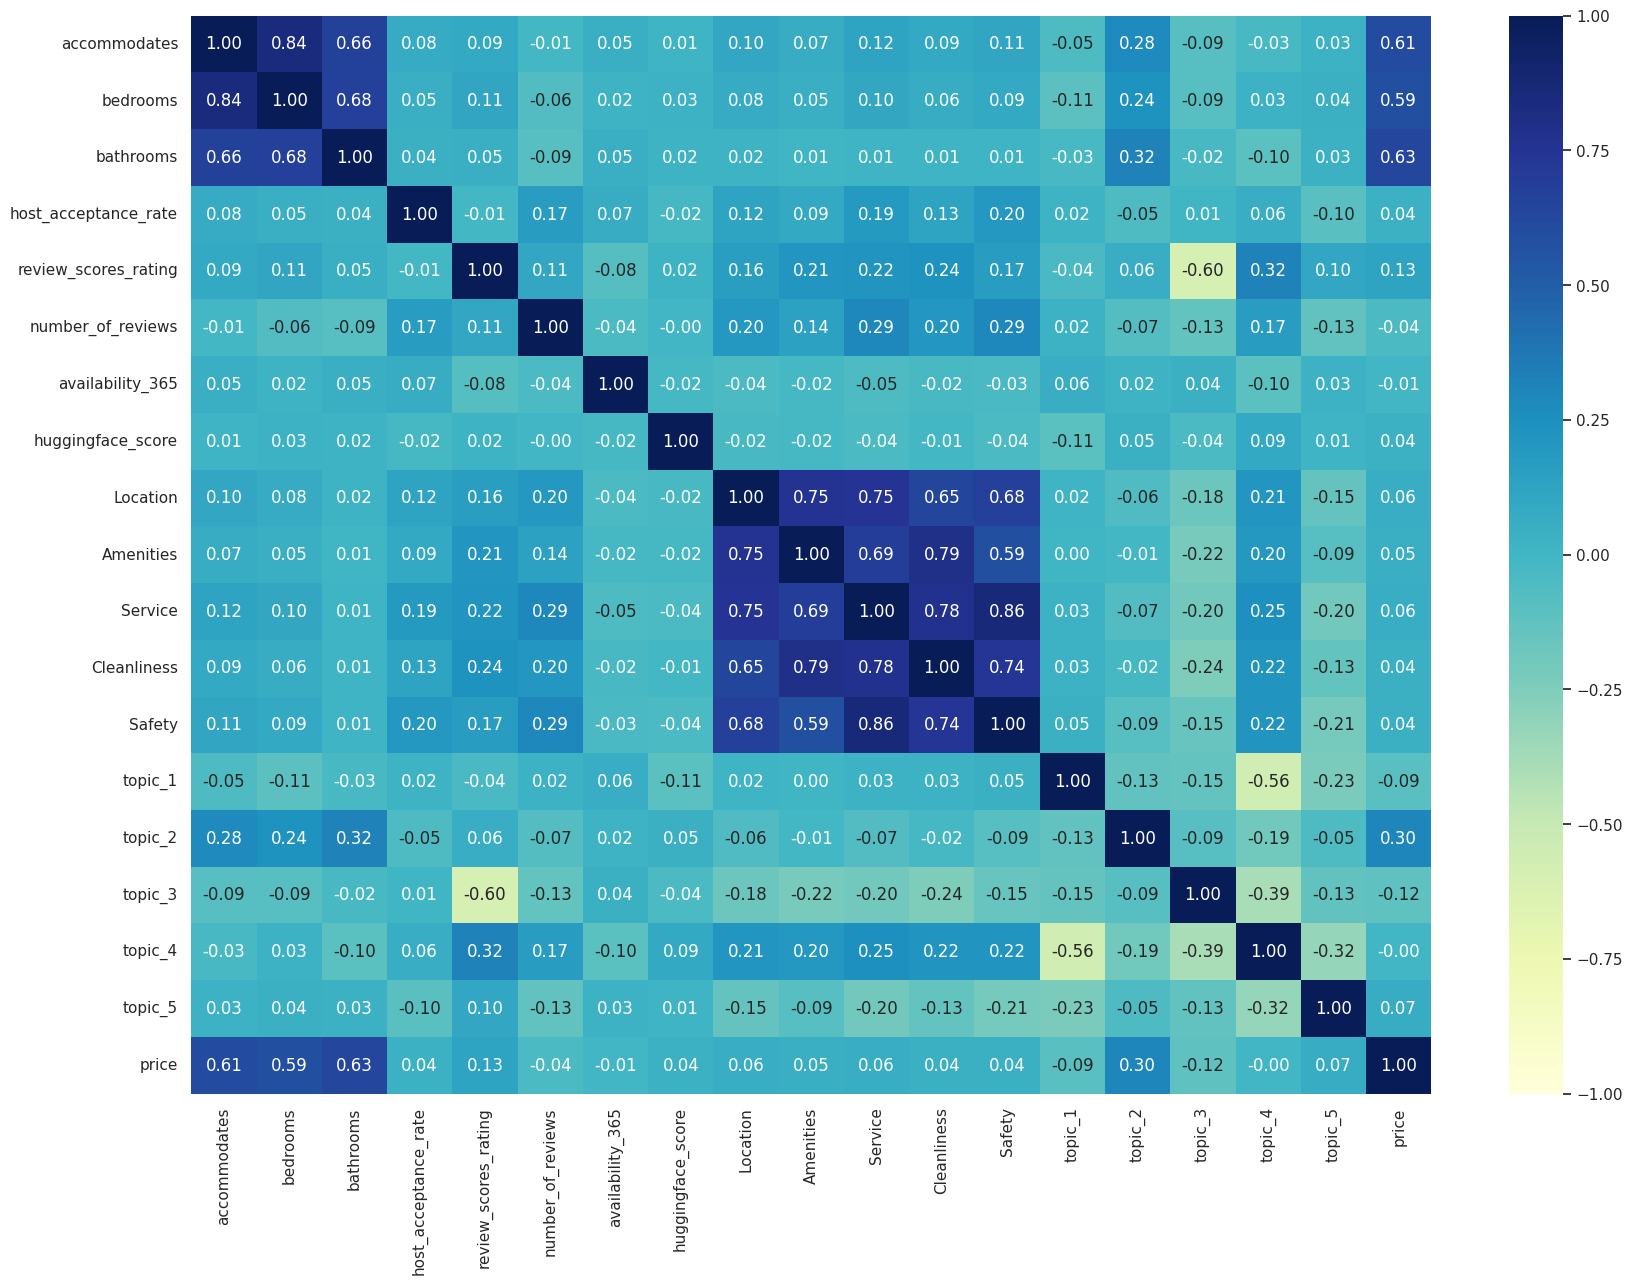 accommodates 1.00 0.84 0.66 0.08 0.09 -0.01 0.05 0.01 0.10 0.07 0.12 0.09 0.11 -0.05 0.28 -0.09 -0.03 0.03 0.61
bedrooms 0.84 1.00 0.68 0.05 0.11 -0.06 0.02 0.03 0.08 0.05 0.10 0.06 0.09 -0.11 0.24 -0.09 0.03 0.04 0.59
bathrooms 0.66 0.68 1.00 0.04 0.05 -0.09 0.05 0.02 0.02 0.01 0.01 0.01 0.01 -0.03 0.32 -0.02 -0.10 0.03 0.63
host_acceptance_rate 0.08 0.05 0.04 1.00 -0.01 0.17 0.07 -0.02 0.12 0.09 0.19 0.13 0.20 0.02 -0.05 0.01 0.06 -0.10 0.04
review_scores_rating 0.09 0.11 0.05 -0.01 1.00 0.11 -0.08 0.02 0.16 0.21 0.22 0.24 0.17 -0.04 0.06 -0.60 0.32 0.10 0.13
number_of_reviews -0.01 -0.06 -0.09 0.17 0.11 1.00 -0.04 -0.00 0.20 0.14 0.29 0.20 0.29 0.02 -0.07 -0.13 0.17 -0.13 -0.04
availability_365 0.05 0.02 0.05 0.07 -0.08 -0.04 1.00 -0.02 -0.04 -0.02 -0.05 -0.02 -0.03 0.06 0.02 0.04 -0.10 0.03 -0.01
huggingface_score 0.01 0.03 0.02 -0.02 0.02 -0.00 -0.02 1.00 -0.02 -0.02 -0.04 -0.01 -0.04 -0.11 0.05 -0.04 0.09 0.01 0.04
Location 0.10 0.08 0.02 0.12 0.16 0.20 -0.04 -0.02 1.00 0.75 0.75 0.65 0.68 0.02 -0.06 -0.18 0.21 -0.15 0.06
Amenities 0.07 0.05 0.01 0.09 0.21 0.14 -0.02 -0.02 0.75 1.00 0.69 0.79 0.59 0.00 -0.01 -0.22 0.20 -0.09 0.05
Service 0.12 0.10 0.01 0.19 0.22 0.29 -0.05 -0.04 0.75 0.69 1.00 0.78 0.86 0.03 -0.07 -0.20 0.25 -0.20 0.06
Cleanliness 0.09 0.06 0.01 0.13 0.24 0.20 -0.02 -0.01 0.65 0.79 0.78 1.00 0.74 0.03 -0.02 -0.24 0.22 -0.13 0.04
Safety 0.11 0.09 0.01 0.20 0.17 0.29 -0.03 -0.04 0.68 0.59 0.86 0.74 1.00 0.05 -0.09 -0.15 0.22 -0.21 0.04
topic_1 -0.05 -0.11 -0.03 0.02 -0.04 0.02 0.06 -0.11 0.02 0.00 0.03 0.03 0.05 1.00 -0.13 -0.15 -0.56 -0.23 -0.09
topic_2 0.28 0.24 0.32 -0.05 0.06 -0.07 0.02 0.05 -0.06 -0.01 -0.07 -0.02 -0.09 -0.13 1.00 -0.09 -0.19 -0.05 0.30
topic_3 -0.09 -0.09 -0.02 0.01 -0.60 -0.13 0.04 -0.04 -0.18 -0.22 -0.20 -0.24 -0.15 -0.15 -0.09 1.00 -0.39 -0.13 -0.12
topic_4 -0.03 0.03 -0.10 0.06 0.32 0.17 -0.10 0.09 0.21 0.20 0.25 0.22 0.22 -0.56 -0.19 -0.39 1.00 -0.32 -0.00
topic_5 0.03 0.04 0.03 -0.10 0.10 -0.13 0.03 0.01 -0.15 -0.09 -0.20 -0.13 -0.21 -0.23 -0.05 -0.13 -0.32 1.00 0.07
price 0.61 0.59 0.63 0.04 0.13 -0.04 -0.01 0.04 0.06 0.05 0.06 0.04 0.04 -0.09 0.30 -0.12 -0.00 0.07 1.00
accommodates
bedrooms
bathrooms
host_acceptance_rate
review_scores_rating
number_of_reviews
availability_365
huggingface_score
Location
Amenities
Service
Cleanliness
Safety
topic_1
topic_2
topic_3
topic_4
topic_5
price
1.00
0.75
0.50
0.25
0.00
−0.25
−0.50
−0.75
−1.00